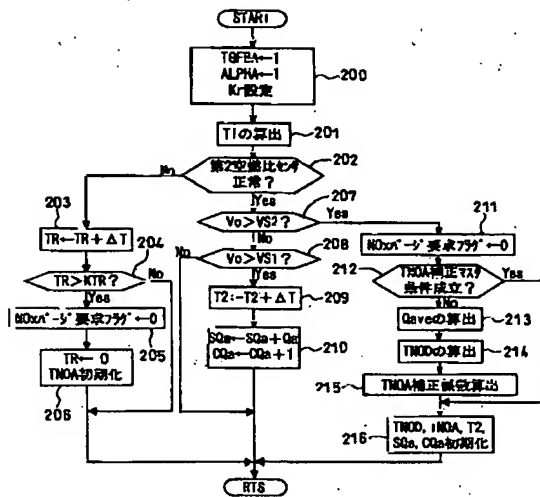 START
TGFBA←1
ALPHA←1
Kr設定
200
TIの算出
201
202
第2空燃比センサ
正常?
No
Yes
203
TR←TR+ΔT
204
TR>KTR?
No
Yes
NOxパージ要求フラグ←0
205
TR←0
TNOA初期化
206
207
Vo>VS2?
Yes
No
208
Vo>VS1?
No
Yes
T2:-T2+ΔT
209
SQa←SQa+Qa
CQa←CQa+1
210
211
NOxパージ要求フラグ←0
212
TNOA補正マスク
条件成立?
Yes
No
Qaveの算出
213
TNODの算出
214
215
TNOA補正係数算出
216
TNOD, TNOA, T2,
SQa, CQa初期化
RTS